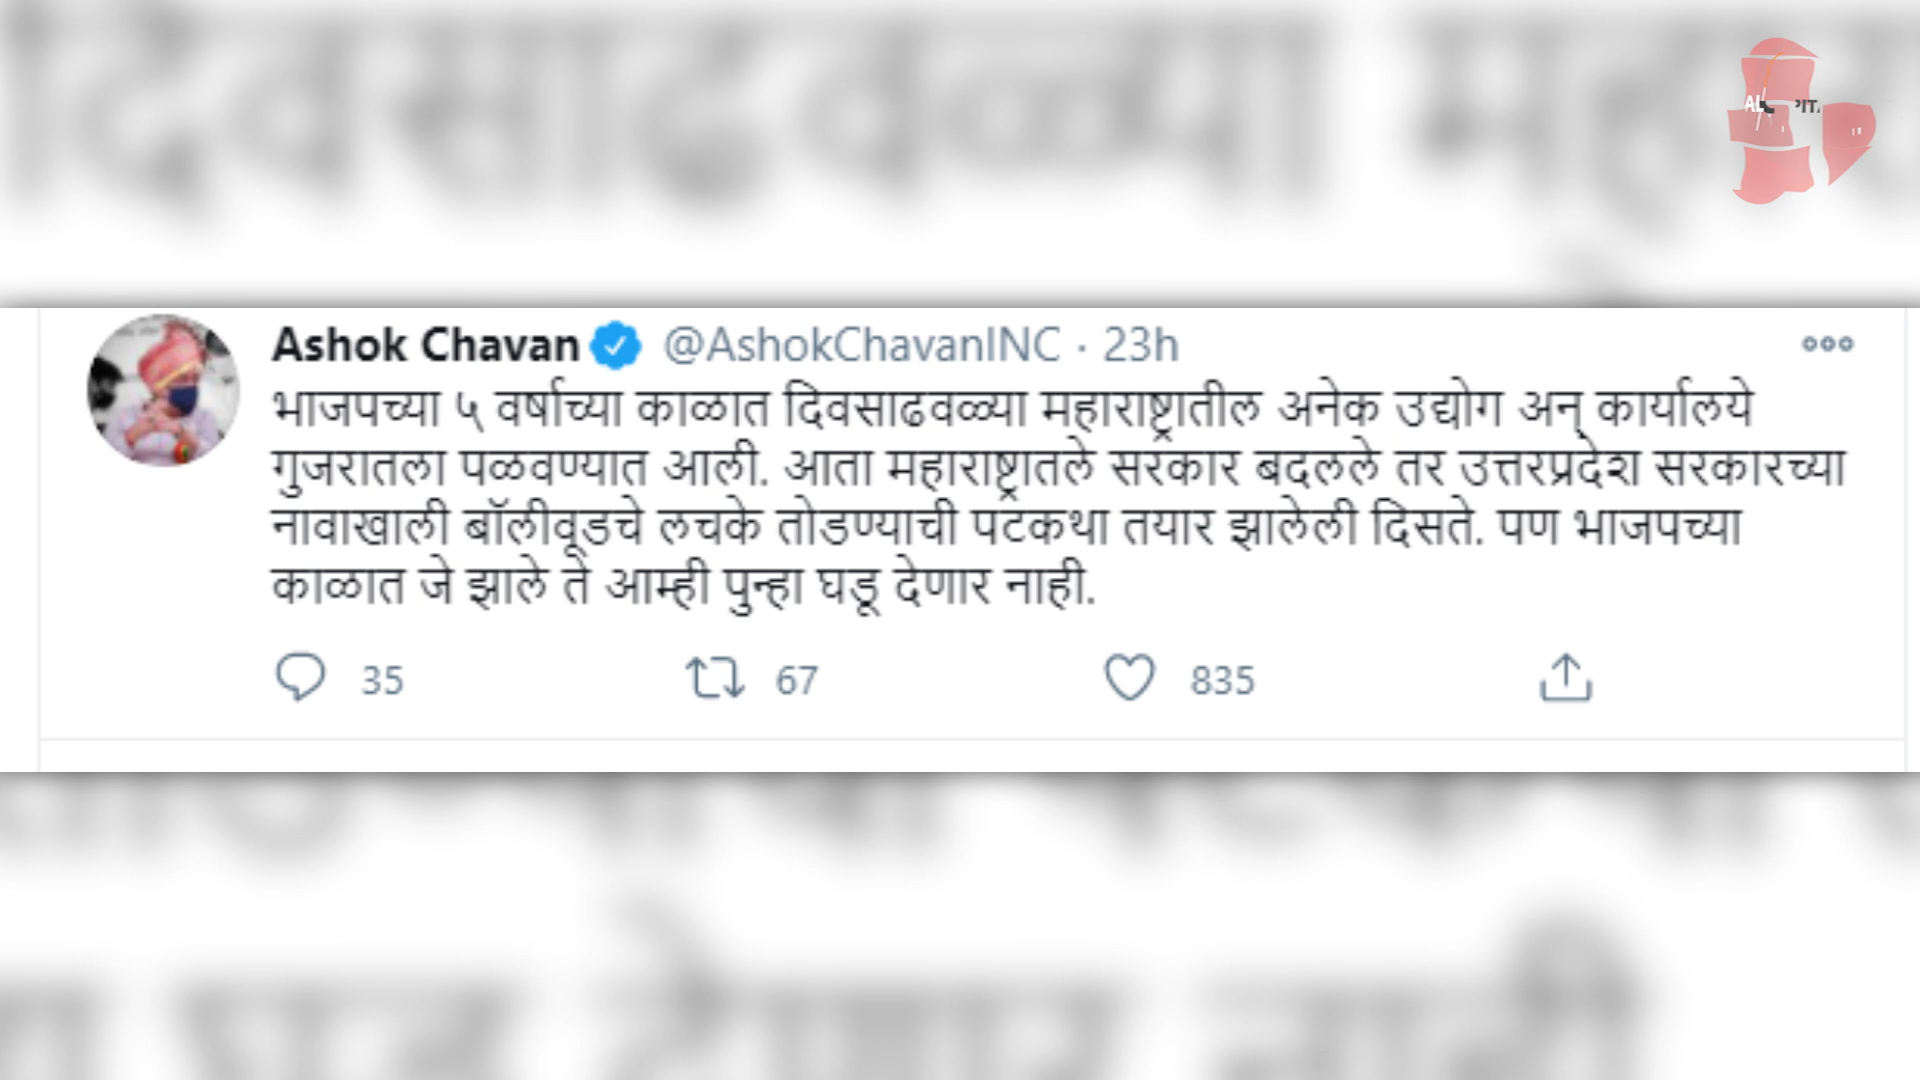 Ashok Chavan @AshokChavanINC · 23h
भाजपच्या ५ वर्षाच्या काळात दिवसाढवळ्या महाराष्ट्रातील अनेक उद्योग अन् कार्यालये
गुजरातला पळवण्यात आली. आता महाराष्ट्रातले सरकार बदलले तर उत्तरप्रदेश सरकारच्या
नावाखाली बॉलीवूडचे लचके तोडण्याची पटकथा तयार झालेली दिसते. पण भाजपच्या
काळात जे झाले ते आम्ही पुन्हा घडू देणार नाही.
35 67 835